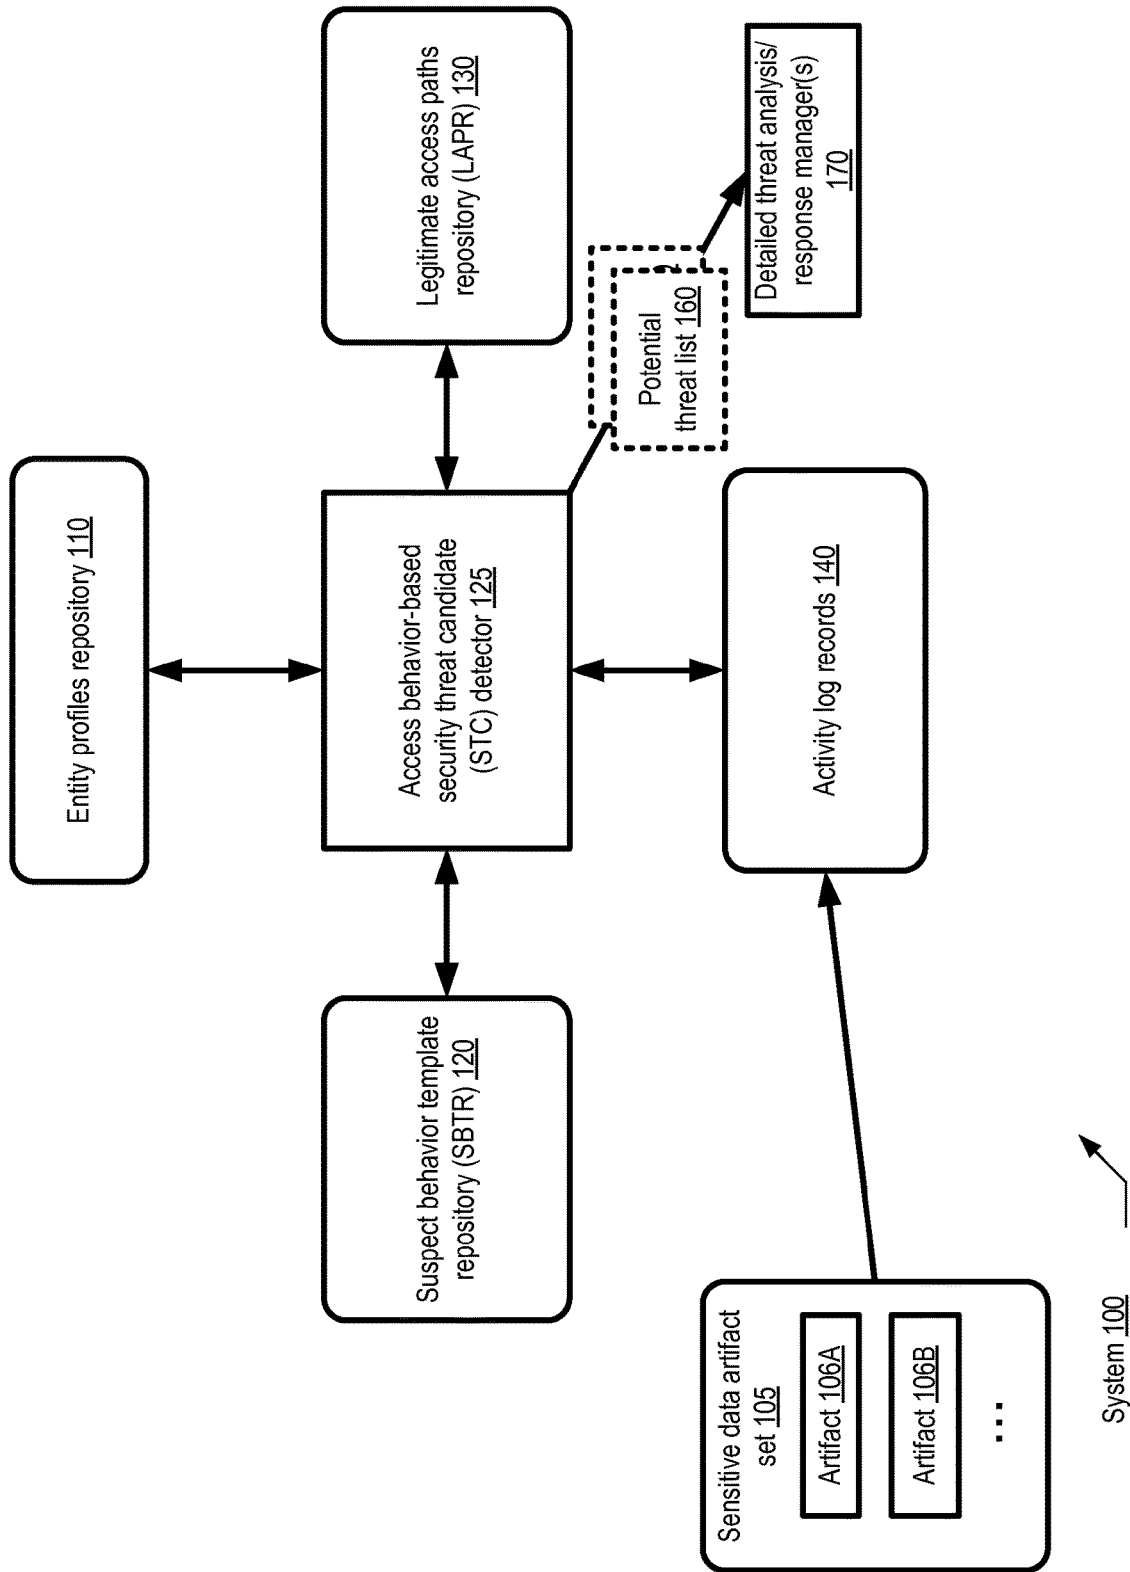 Entity profiles repository 110
Suspect behavior template
repository (SBTR) 120
Access behavior-based
security threat candidate
(STC) detector 125
Legitimate access paths
repository (LAPR) 130
Potential
threat list 160
Sensitive data artifact
set 105
Artifact 106A
Artifact 106B
...
Activity log records 140
Detailed threat analysis/
response manager(s)
170
System 100